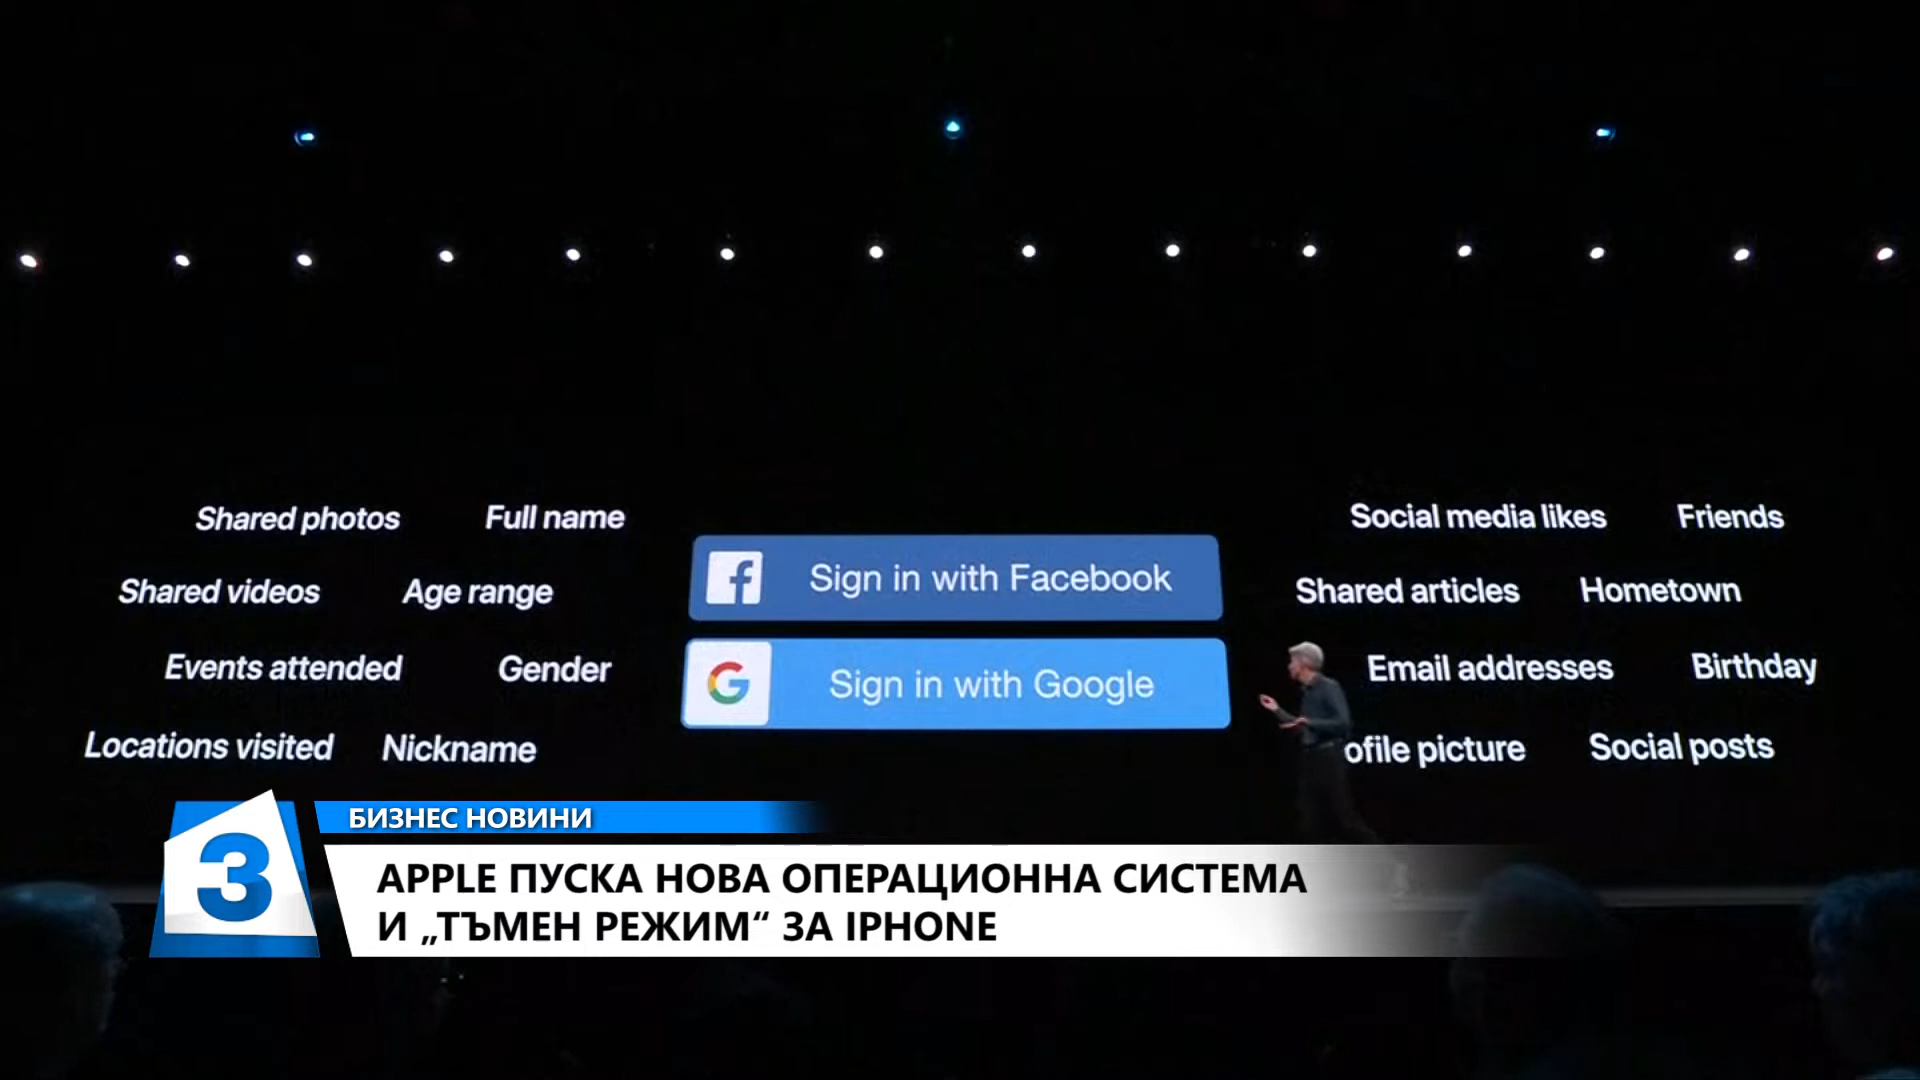 Shared photos Full name
Social media likes Friends
Sign in with Facebook
Shared videos Age range
Shared articles Hometown
Events attended Gender
Sign in with Google
Email addresses Birthday
Locations visited Nickname
ofile picture Social posts
3
БИЗНЕС НОВИНИ
APPLE ПУСКА НОВА ОПЕРАЦИОННА СИСТЕМА
И „ТЪМЕН РЕЖИМ“ ЗА IPHONE